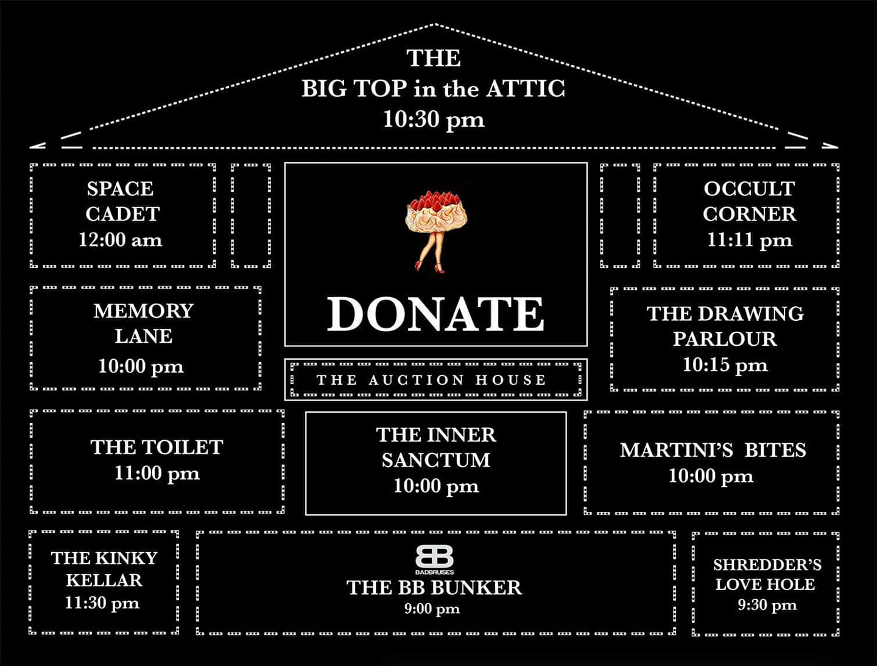 THE
BIG TOP in the ATTIC
10:30 pm
SPACE
CADET
12:00 am
OCCULT
CORNER
11:11 pm
DONATE
MEMORY
LANE
10:00 pm
THE DRAWING
PARLOUR
10:15 pm
THE AUCTION HOUSE
THE TOILET
11:00 pm
THE INNER
SANCTUM
10:00 pm
MARTINI'S BITES
10:00 pm
THE KINKY
KELLAR
11:30 pm
BB
BADBRUISES
THE BB BUNKER
9:00 pm
SHREDDER'S
LOVE HOLE
9:30 pm